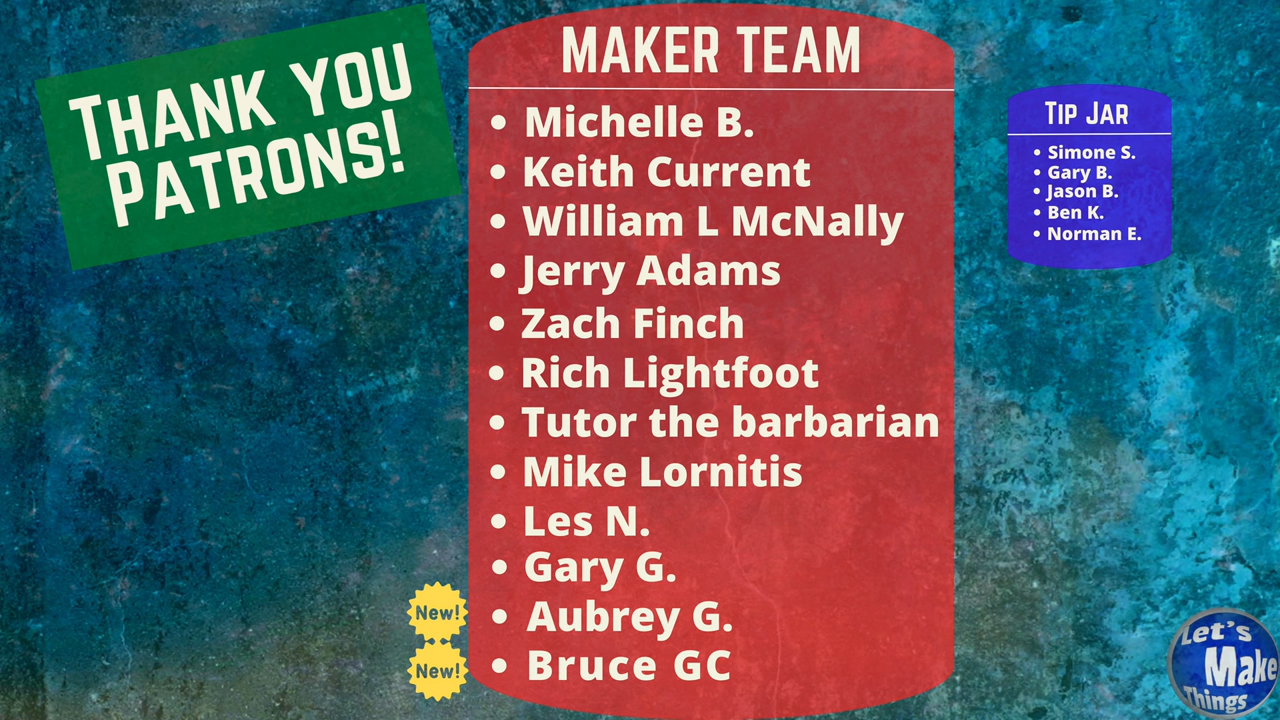 THANK YOU
PATRONS!
MAKER TEAM
• Michelle B.
• Keith Current
• William L McNally
• Jerry Adams
• Zach Finch
• Rich Lightfoot
• Tutor the barbarian
• Mike Lornitis
• Les N.
• Gary G.
New!
• Aubrey G.
New!
• Bruce GC
TIP JAR
• Simone S.
• Gary B.
• Jason B.
• Ben K.
• Norman E.
Let's
Make
Things